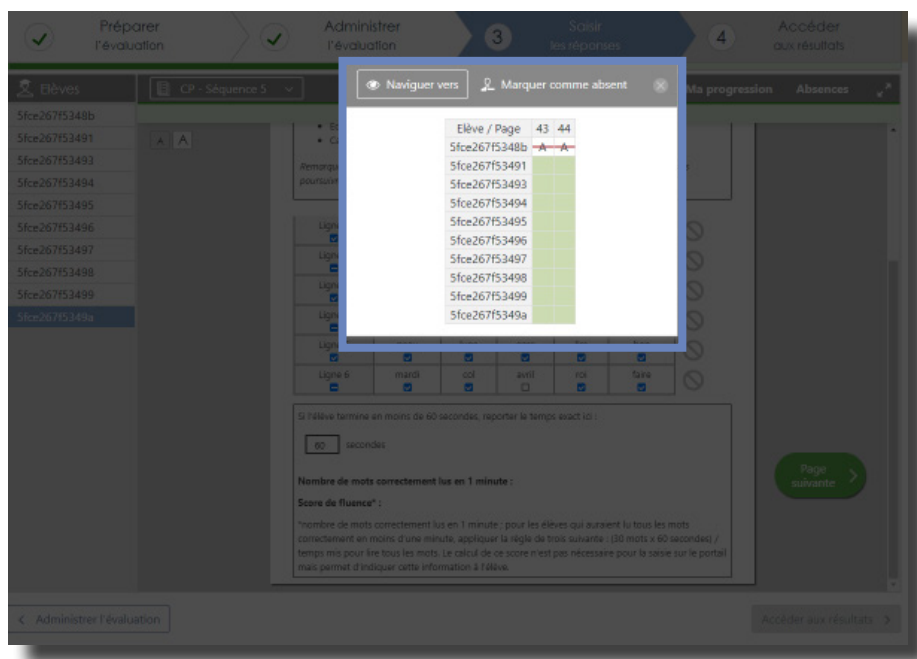 Préparer
l'évaluation
Administrer
l'évaluation
3
Saisir
les réponses
4
Accéder
aux résultats
Elèves
CP - Séquence 5
Naviguer vers
Marquer comme absent
Ma progression
Absences
5fce267f5348b
5fce267f53491
5fce267f53493
5fce267f53494
5fce267f53495
5fce267f53496
5fce267f53497
5fce267f53498
5fce267f53499
5fce267f5349a
A A
Elève / Page 43 44
5fce267f5348b A A
5fce267f53491
5fce267f53493
5fce267f53494
5fce267f53495
5fce267f53496
5fce267f53497
5fce267f53498
5fce267f53499
5fce267f5349a
Ligne 6 mardi col avril roi faire
Si l'élève termine en moins de 60 secondes, reporter le temps exact ici :
60 secondes
Nombre de mots correctement lus en 1 minute :
Score de fluence* :
*nombre de mots correctement lus en 1 minute ; pour les élèves qui auraient lu tous les mots
correctement en moins d'une minute, appliquer la règle de trois suivante : (30 mots x 60 secondes) /
temps mis pour lire tous les mots. Le calcul de ce score n'est pas nécessaire pour la saisie sur le portail
mais permet d'indiquer cette information à l'élève.
Page
suivante
Administrer l'évaluation
Accéder aux résultats